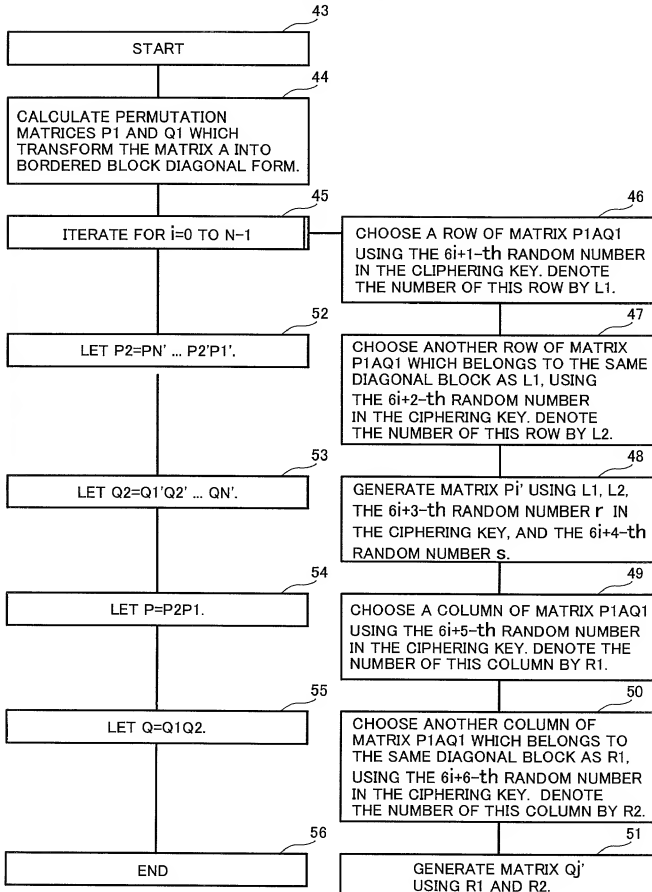 43
START
44
CALCULATE PERMUTATION
MATRICES P1 AND Q1 WHICH
TRANSFORM THE MATRIX A INTO
BORDERED BLOCK DIAGONAL FORM.
45
ITERATE FOR i=0 TO N-1
52
LET P2=PN' ... P2'P1'.
53
LET Q2=Q1'Q2' ... QN'.
54
LET P=P2P1.
55
LET Q=Q1Q2.
56
END
46
CHOOSE A ROW OF MATRIX P1AQ1
USING THE 6i+1-th RANDOM NUMBER
IN THE CLIPHERING KEY. DENOTE
THE NUMBER OF THIS ROW BY L1.
47
CHOOSE ANOTHER ROW OF MATRIX
P1AQ1 WHICH BELONGS TO THE SAME
DIAGONAL BLOCK AS L1, USING
THE 6i+2-th RANDOM NUMBER
IN THE CIPHERING KEY. DENOTE
THE NUMBER OF THIS ROW BY L2.
48
GENERATE MATRIX Pi' USING L1, L2,
THE 6i+3-th RANDOM NUMBER r IN
THE CIPHERING KEY, AND THE 6i+4-th
RANDOM NUMBER s.
49
CHOOSE A COLUMN OF MATRIX P1AQ1
USING THE 6i+5-th RANDOM NUMBER
IN THE CIPHERING KEY. DENOTE THE
NUMBER OF THIS COLUMN BY R1.
50
CHOOSE ANOTHER COLUMN OF
MATRIX P1AQ1 WHICH BELONGS TO
THE SAME DIAGONAL BLOCK AS R1,
USING THE 6i+6-th RANDOM NUMBER
IN THE CIPHERING KEY. DENOTE
THE NUMBER OF THIS COLUMN BY R2.
51
GENERATE MATRIX Qj'
USING R1 AND R2.